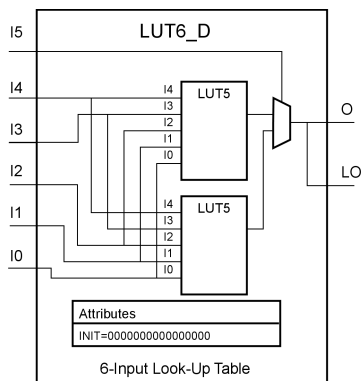 LUT6_D
I5
I4
I3
I2
I1
I0
I4
I3
I2
I1
I0
LUT5
I4
I3
I2
I1
I0
LUT5
O
LO
Attributes
INIT=0000000000000000
6-Input Look-Up Table